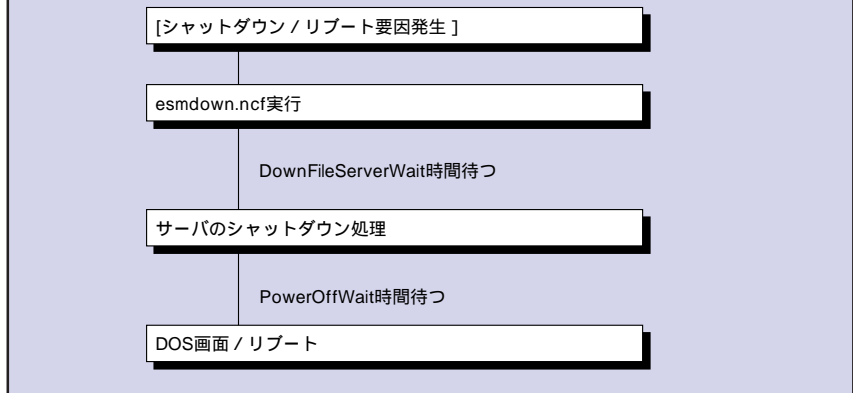 [シャットダウン／リブート要因発生 ]
esmdown.ncf実行
DownFileServerWait時間待つ
サーバのシャットダウン処理
PowerOffWait時間待つ
DOS画面／リブート